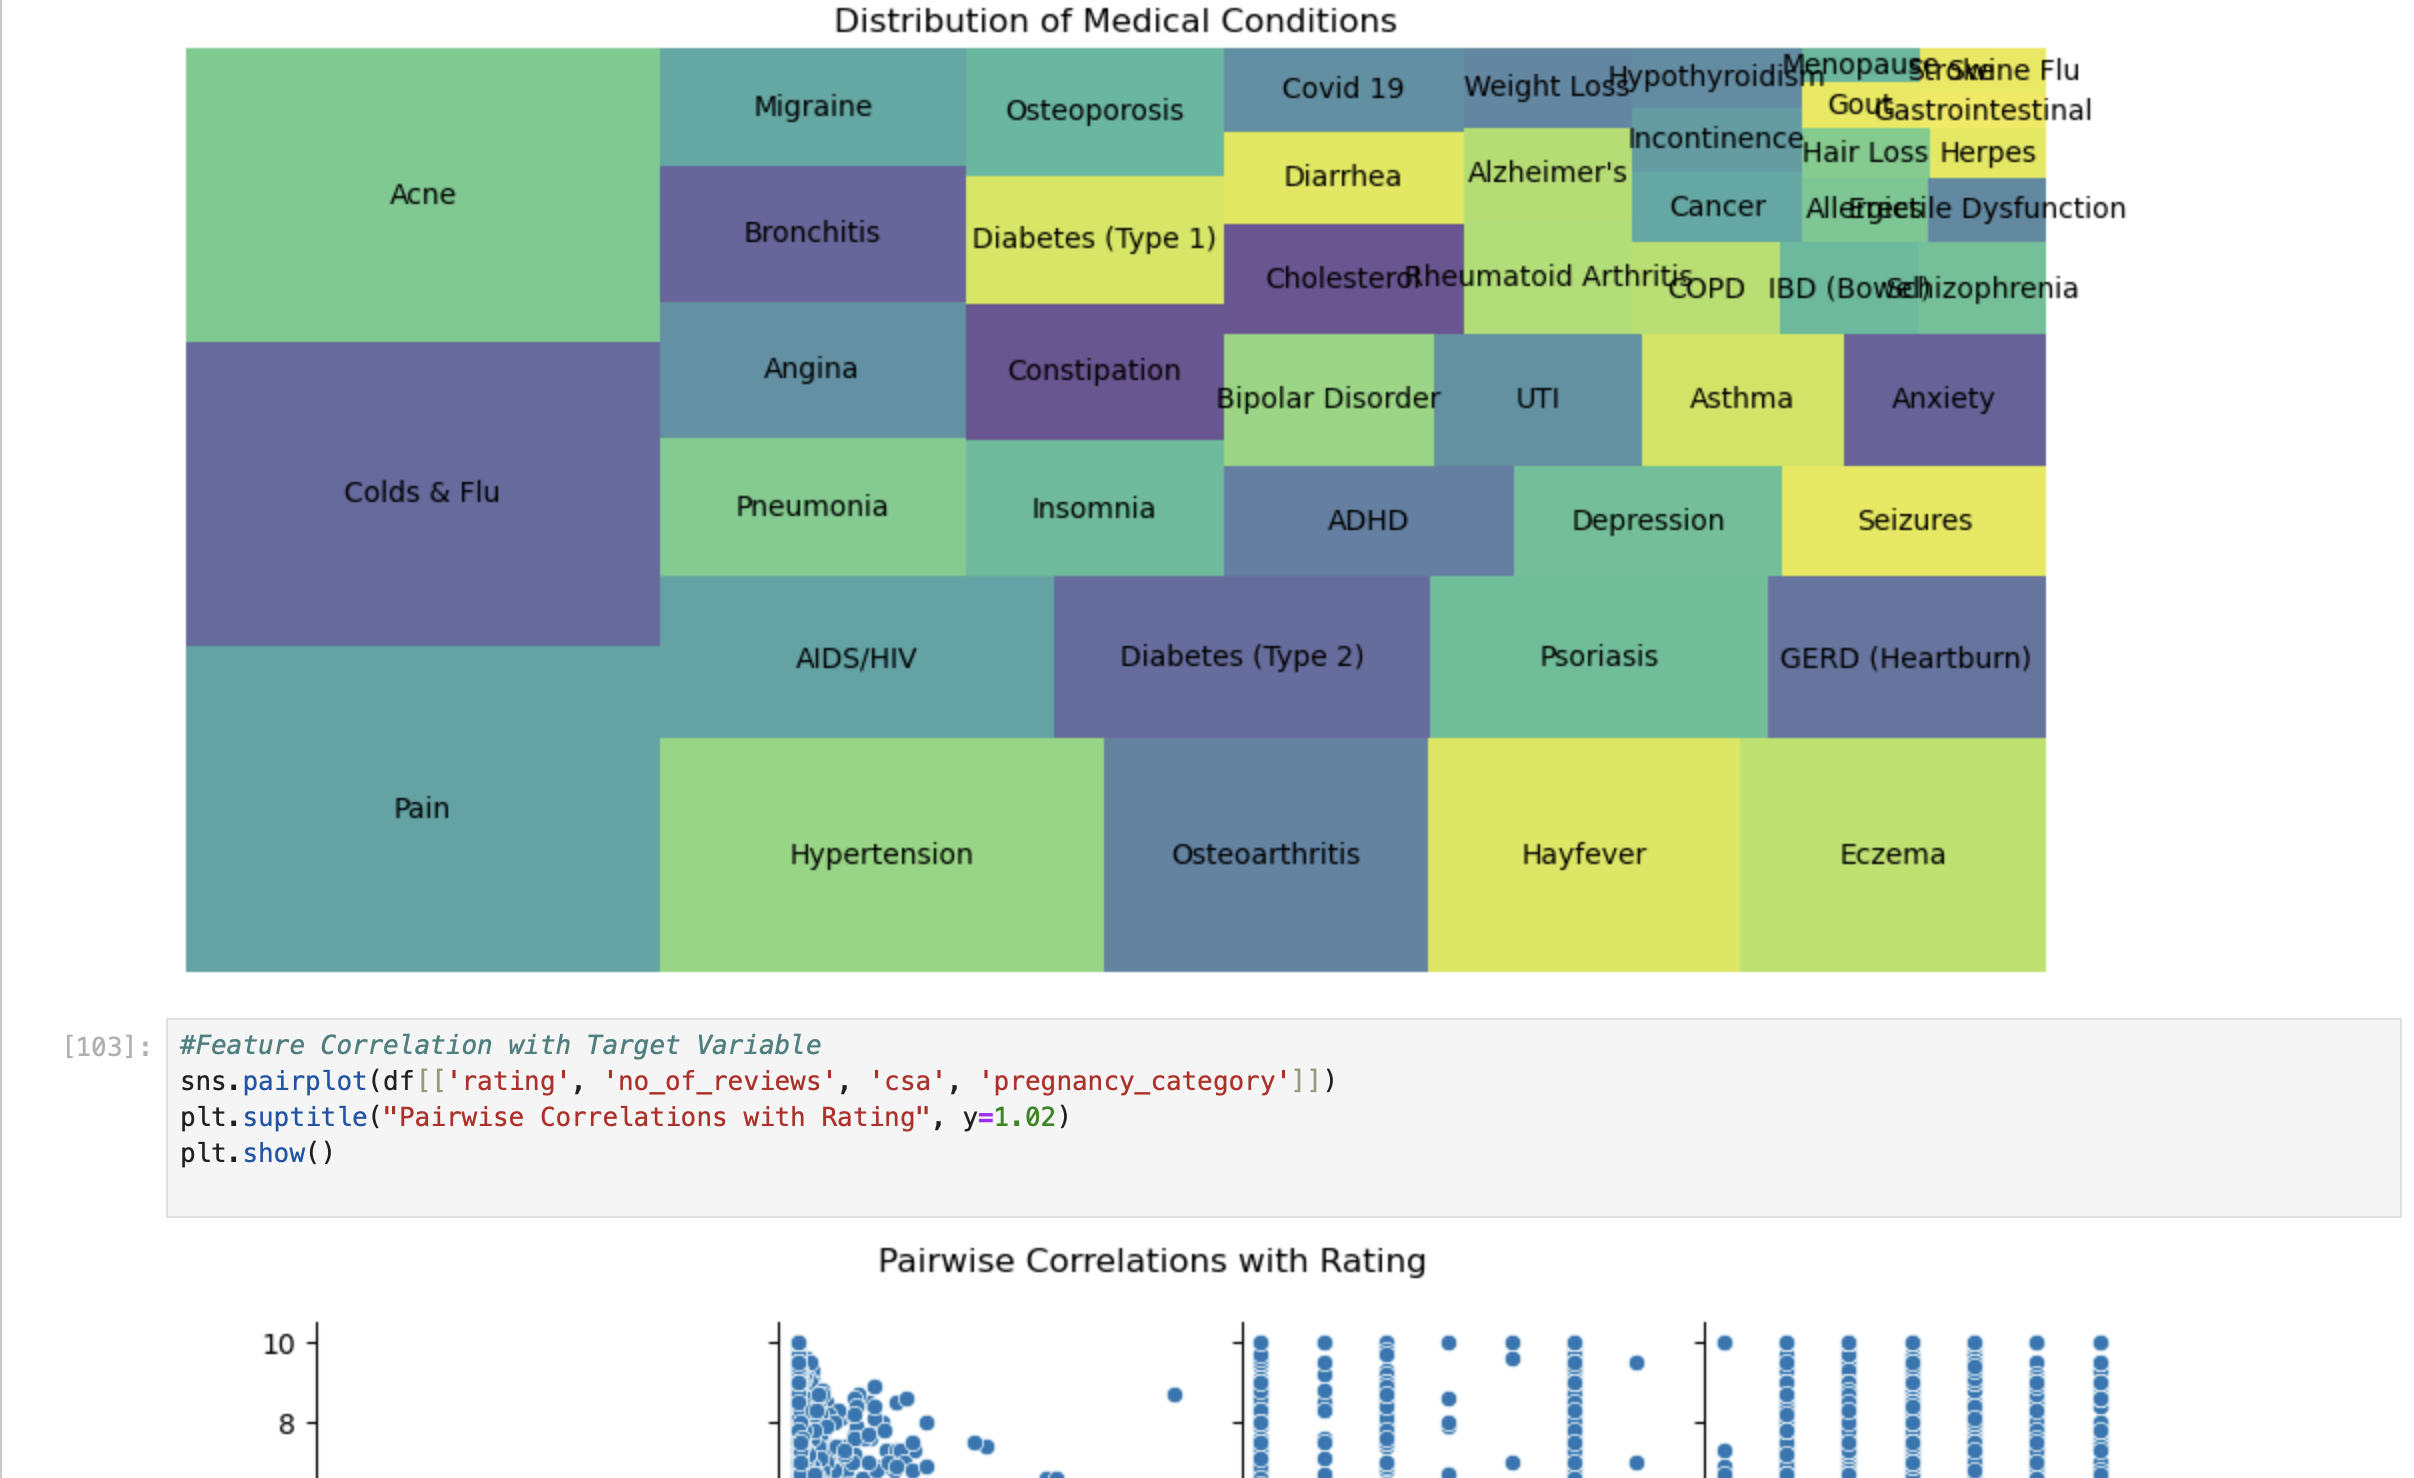 Distribution of Medical Conditions
Acne
Migraine
Osteoporosis
Covid 19
Weight Loss
Hypothyroidism
Menopause
Stroke
Swine Flu
Gout
Gastrointestinal
Incontinence
Hair Loss
Herpes
Diarrhea
Alzheimer's
Cancer
Allergies
Erectile Dysfunction
Bronchitis
Diabetes (Type 1)
Cholesterol
Rheumatoid Arthritis
COPD
IBD (Bowel)
Schizophrenia
Angina
Constipation
Bipolar Disorder
UTI
Asthma
Anxiety
Colds & Flu
Pneumonia
Insomnia
ADHD
Depression
Seizures
AIDS/HIV
Diabetes (Type 2)
Psoriasis
GERD (Heartburn)
Pain
Hypertension
Osteoarthritis
Hayfever
Eczema
[103]:
#Feature Correlation with Target Variable
sns.pairplot(df[['rating', 'no_of_reviews', 'csa', 'pregnancy_category']])
plt.suptitle("Pairwise Correlations with Rating", y=1.02)
plt.show()
Pairwise Correlations with Rating
10
8